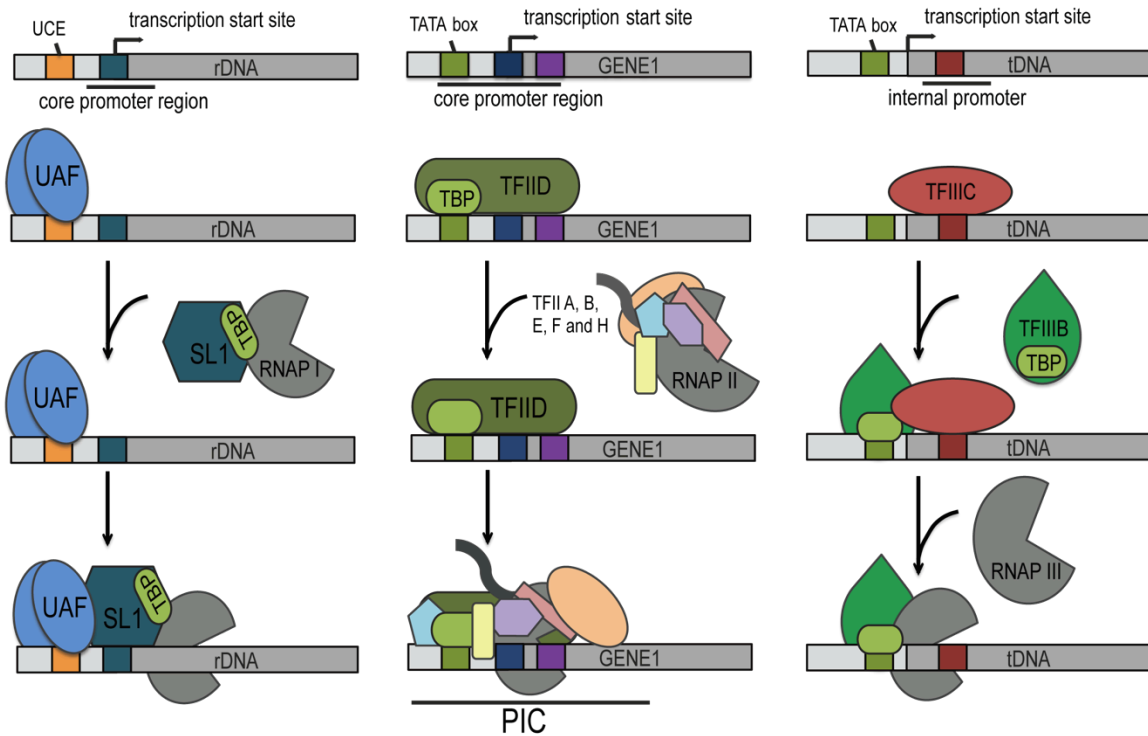 UCE
transcription start site
rDNA
core promoter region
UAF
rDNA
SL1
TBP
RNAP I
UAF
rDNA
UAF
SL1
TBP
rDNA
TATA box
transcription start site
GENE1
core promoter region
TFIID
TBP
GENE1
TFII A, B,
E, F and H
RNAP II
TFIID
GENE1
GENE1
PIC
TATA box
transcription start site
tDNA
internal promoter
TFIIIC
tDNA
TFIIIB
TBP
tDNA
RNAP III
tDNA